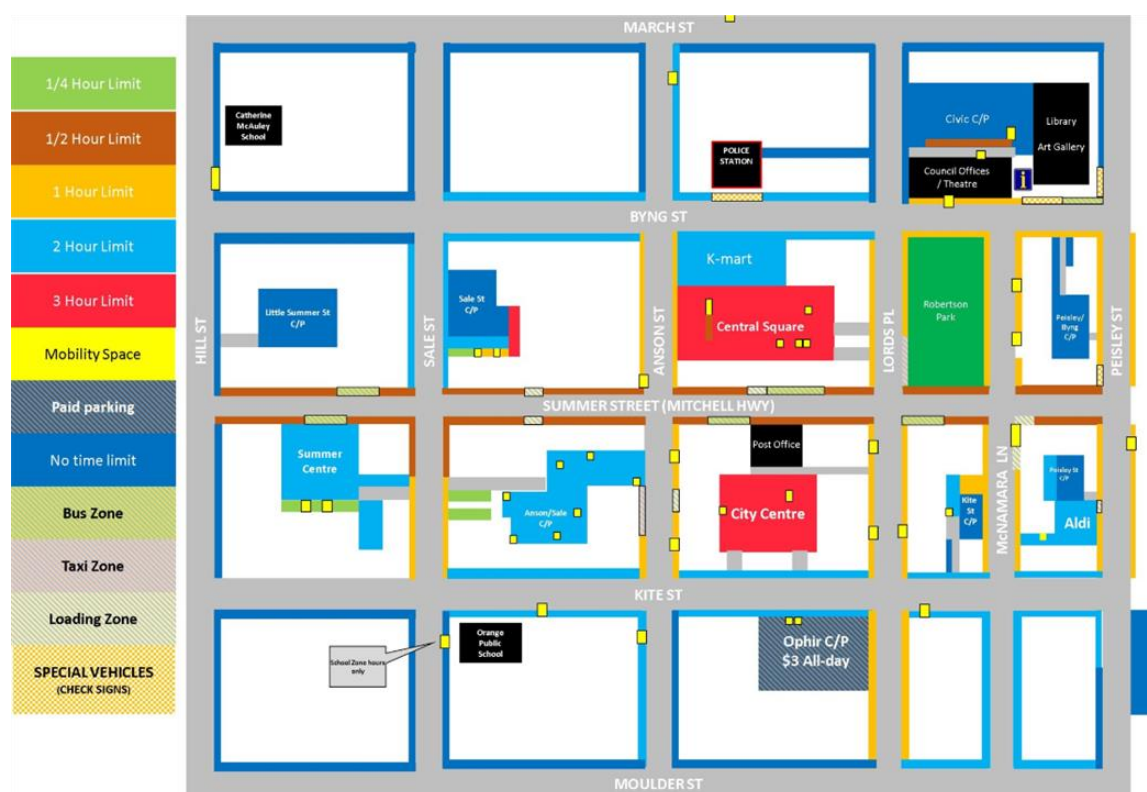 MARCH ST
1/4 Hour Limit
1/2 Hour Limit
1 Hour Limit
2 Hour Limit
3 Hour Limit
Mobility Space
Paid parking
No time limit
Bus Zone
Taxi Zone
Loading Zone
SPECIAL VEHICLES
(CHECK SIGNS)
Catherine
McAuley
School
POLICE
STATION
Civic C/P
Library
Art Gallery
Council Offices
/ Theatre
i
BYNG ST
HILL ST
SALE ST
ANSON ST
LORDS PL
PEISLEY ST
Little Summer St
C/P
Sale St
C/P
K-mart
Central Square
Robertson
Park
Peisley/
Byng
C/P
SUMMER STREET (MITCHELL HWY)
Summer
Centre
Anson/Sale
C/P
Post Office
City Centre
Kite
St
C/P
McNAMARA LN
Peisley St
C/P
Aldi
KITE ST
School Zone hours
only
Orange
Public
School
Ophir C/P
$3 All-day
MOULDER ST